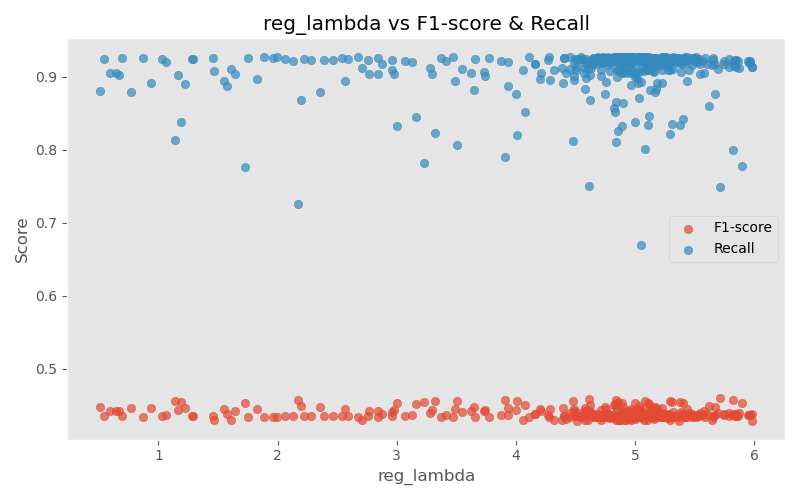 reg_lambda vs F1-score & Recall
0.9
0.8
0.7
0.6
0.5
Score
F1-score
Recall
1 2 3 4 5 6
reg_lambda